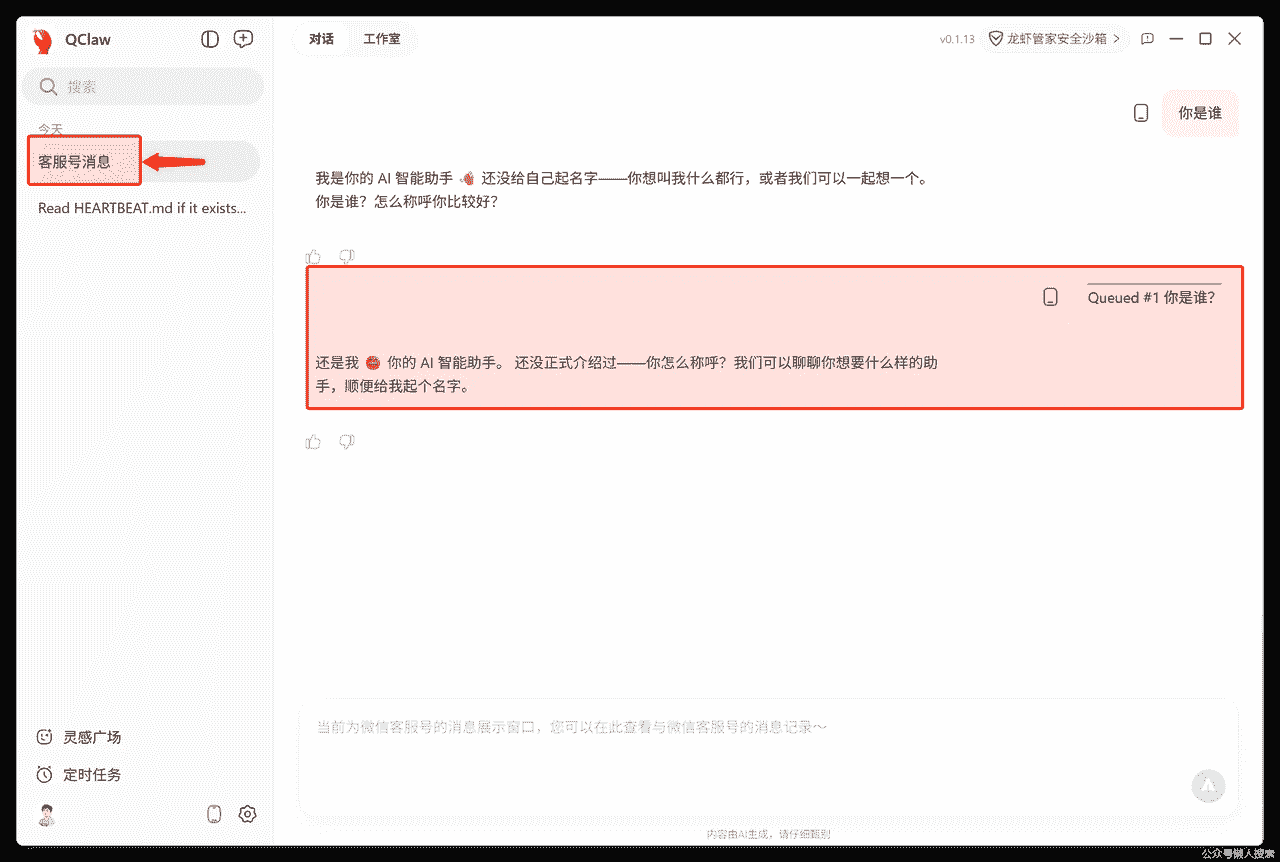 QClaw
搜索
今天
客服号消息
Read HEARTBEAT.md if it exists...
灵感广场
定时任务
对话 工作室
v0.1.13 龙虾管家安全沙箱
你是谁
我是你的 AI 智能助手 还没给自己起名字——你想叫我什么都行，或者我们可以一起想一个。
你是谁？怎么称呼你比较好？
Queued #1 你是谁？
还是我 你的 AI 智能助手。 还没正式介绍过——你怎么称呼？我们可以聊聊你想要什么样的助
手，顺便给我起个名字。
当前为微信客服号的消息展示窗口，您可以在此查看与微信客服号的消息记录～
内容由AI生成，请仔细甄别
公众号懒人搜索